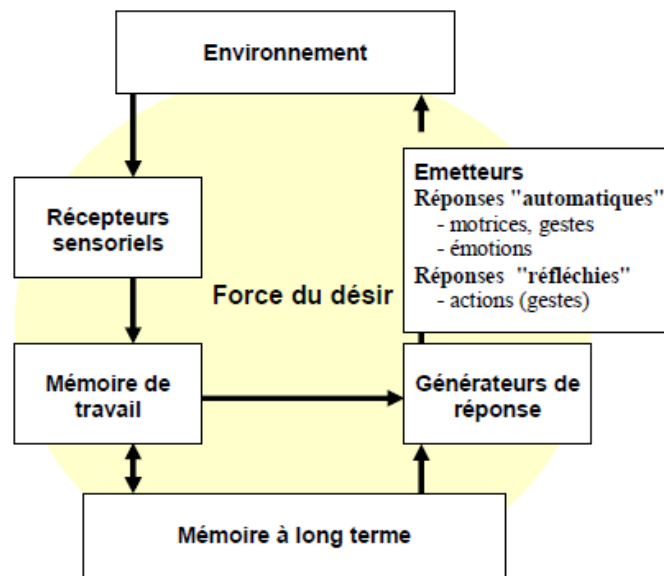 Environnement
Récepteurs
sensoriels
Emetteurs
Réponses "automatiques"
- motrices, gestes
- émotions
Réponses "réfléchies"
- actions (gestes)
Force du désir
Mémoire de
travail
Générateurs de
réponse
Mémoire à long terme